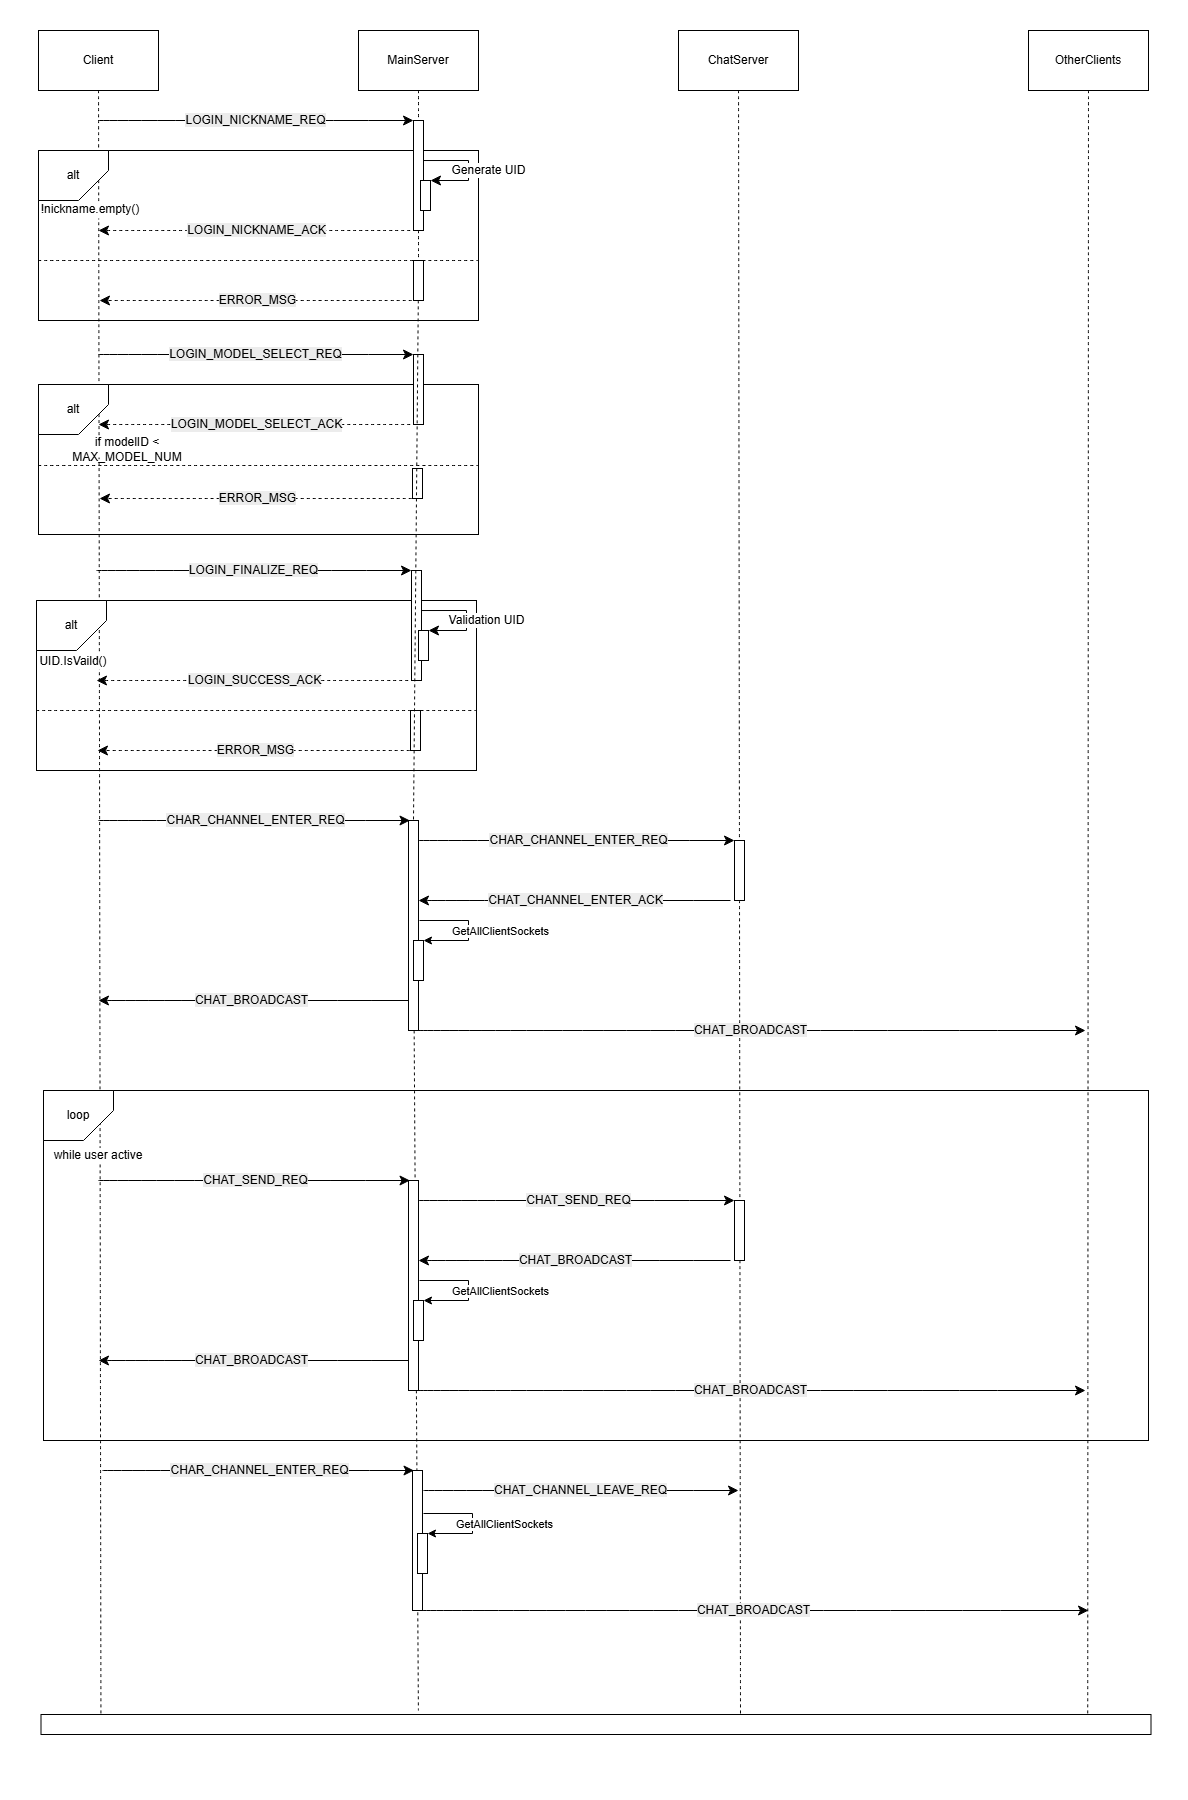 Client
MainServer
ChatServer
OtherClients
LOGIN_NICKNAME_REQ
alt
Generate UID
!nickname.empty()
LOGIN_NICKNAME_ACK
ERROR_MSG
LOGIN_MODEL_SELECT_REQ
alt
LOGIN_MODEL_SELECT_ACK
if modelID <
MAX_MODEL_NUM
ERROR_MSG
LOGIN_FINALIZE_REQ
alt
Validation UID
UID.IsVaild()
LOGIN_SUCCESS_ACK
ERROR_MSG
CHAR_CHANNEL_ENTER_REQ
CHAR_CHANNEL_ENTER_REQ
CHAT_CHANNEL_ENTER_ACK
GetAllClientSockets
CHAT_BROADCAST
CHAT_BROADCAST
loop
while user active
CHAT_SEND_REQ
CHAT_SEND_REQ
CHAT_BROADCAST
GetAllClientSockets
CHAT_BROADCAST
CHAT_BROADCAST
CHAR_CHANNEL_ENTER_REQ
CHAT_CHANNEL_LEAVE_REQ
GetAllClientSockets
CHAT_BROADCAST